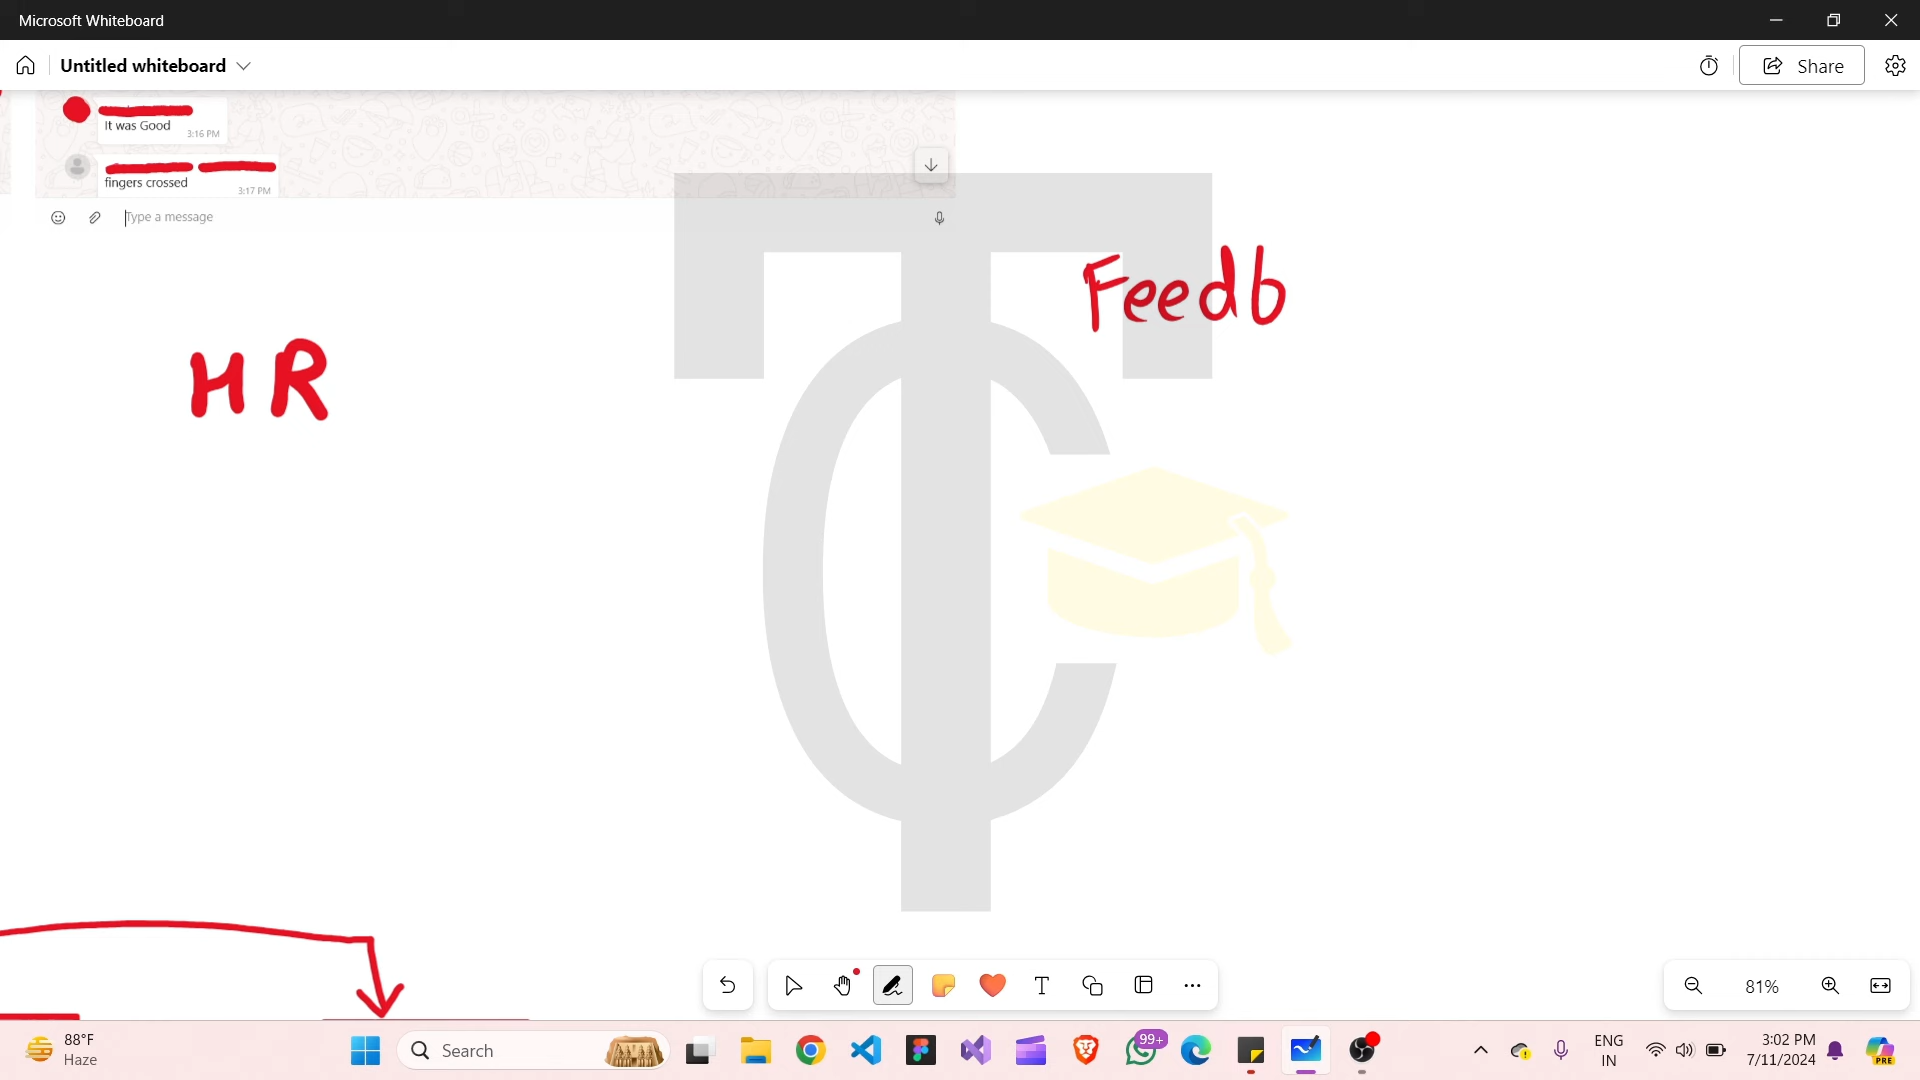 Microsoft Whiteboard
Untitled whiteboard
Share
It was Good
3:16 PM
fingers crossed
3:17 PM
Type a message
Feedb
HR
81%
88°F
Haze
Search
99+
ENG
IN
3:02 PM
7/11/2024
PRE